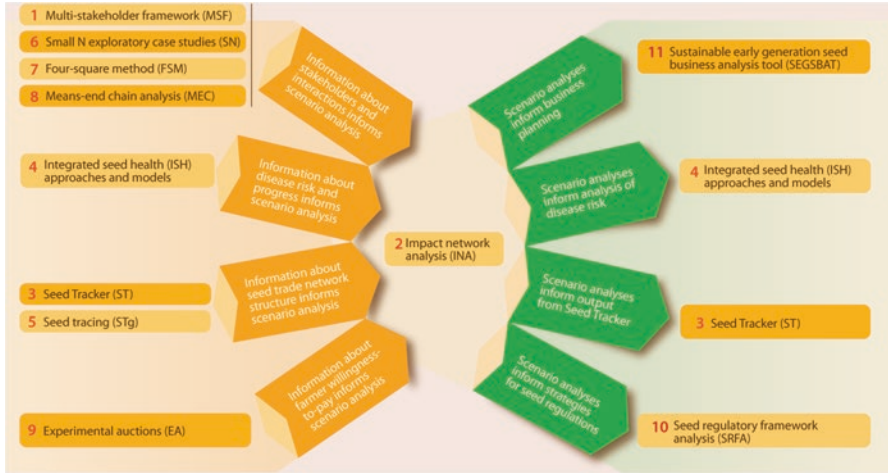 1 Multi-stakeholder framework (MSF)
6 Small N exploratory case studies (SN)
7 Four-square method (FSM)
8 Means-end chain analysis (MEC)
Information about
stakeholders and
interactions informs
scenario analysis
4 Integrated seed health (ISH)
approaches and models
Information about
disease risk and
progress informs
scenario analysis
3 Seed Tracker (ST)
5 Seed tracing (STg)
Information about
seed trade network
structure informs
scenario analysis
9 Experimental auctions (EA)
Information about
farmer willingness-
to-pay informs
scenario analysis
2 Impact network
analysis (INA)
Scenario analyses
inform business
planning
11 Sustainable early generation seed
business analysis tool (SEGSBAT)
Scenario analyses
inform analysis of
disease risk
4 Integrated seed health (ISH)
approaches and models
Scenario analyses
inform output
from Seed Tracker
3 Seed Tracker (ST)
Scenario analyses
inform strategies
for seed regulations
10 Seed regulatory framework
analysis (SRFA)